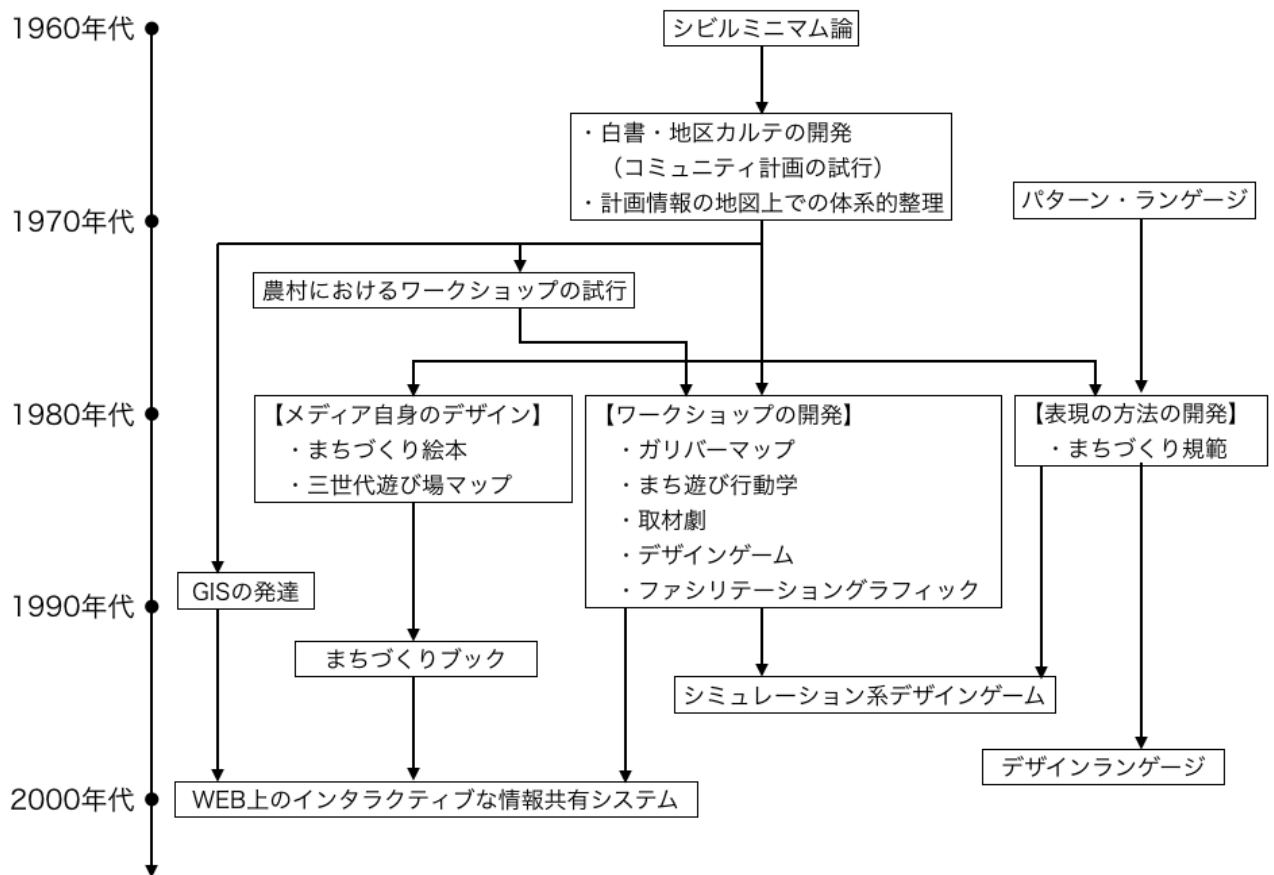 1960年代
シビルミニマム論
・白書・地区カルテの開発
（コミュニティ計画の試行）
・計画情報の地図上での体系的整理
パターン・ランゲージ
1970年代
農村におけるワークショップの試行
1980年代
【メディア自身のデザイン】
・まちづくり絵本
・三世代遊び場マップ
【ワークショップの開発】
・ガリバーマップ
・まち遊び行動学
・取材劇
・デザインゲーム
・ファシリテーショングラフィック
【表現の方法の開発】
・まちづくり規範
GISの発達
1990年代
まちづくりブック
シミュレーション系デザインゲーム
デザインランゲージ
2000年代
WEB上のインタラクティブな情報共有システム